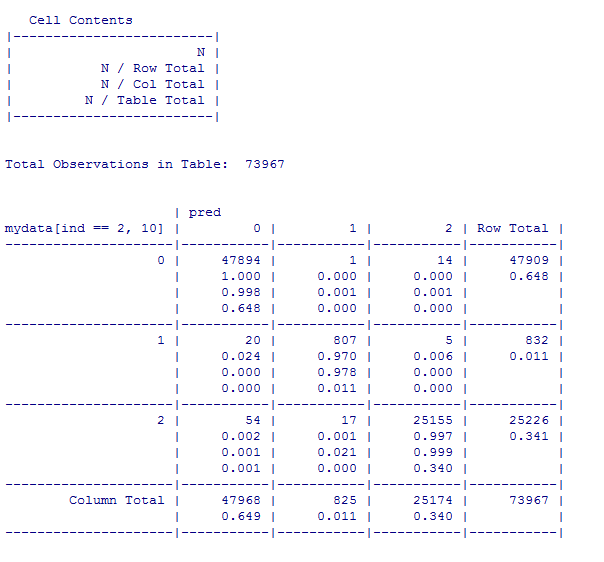 Cell Contents
|-------------------------|
|                       N |
|           N / Row Total |
|           N / Col Total |
|         N / Table Total |
|-------------------------|
Total Observations in Table:  73967
                     | pred
mydata[ind == 2, 10] |         0 |         1 |         2 | Row Total |
---------------------|-----------|-----------|-----------|-----------|
                   0 |     47894 |         1 |        14 |     47909 |
                     |     1.000 |     0.000 |     0.000 |     0.648 |
                     |     0.998 |     0.001 |     0.001 |           |
                     |     0.648 |     0.000 |     0.000 |           |
---------------------|-----------|-----------|-----------|-----------|
                   1 |        20 |       807 |         5 |       832 |
                     |     0.024 |     0.970 |     0.006 |     0.011 |
                     |     0.000 |     0.978 |     0.000 |           |
                     |     0.000 |     0.011 |     0.000 |           |
---------------------|-----------|-----------|-----------|-----------|
                   2 |        54 |        17 |     25155 |     25226 |
                     |     0.002 |     0.001 |     0.997 |     0.341 |
                     |     0.001 |     0.021 |     0.999 |           |
                     |     0.001 |     0.000 |     0.340 |           |
---------------------|-----------|-----------|-----------|-----------|
        Column Total |     47968 |       825 |     25174 |     73967 |
                     |     0.649 |     0.011 |     0.340 |           |
---------------------|-----------|-----------|-----------|-----------|